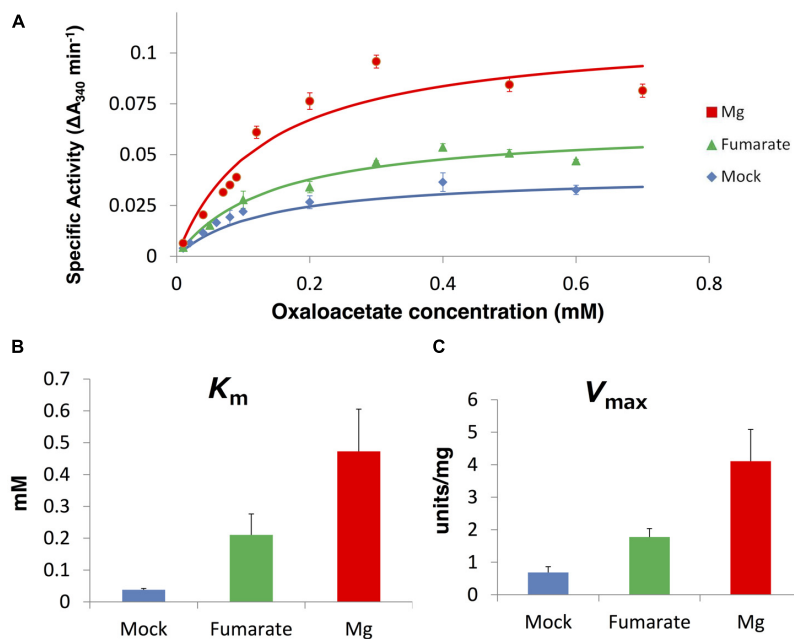 A
Specific Activity (ΔA340 min-1)
0.1
0.075
0.05
0.025
0
0 0.2 0.4 0.6 0.8
Oxaloacetate concentration (mM)
Mg
Fumarate
Mock
B
Km
mM
0.7
0.6
0.5
0.4
0.3
0.2
0.1
0
Mock Fumarate Mg
C
Vmax
units/mg
6
5
4
3
2
1
0
Mock Fumarate Mg